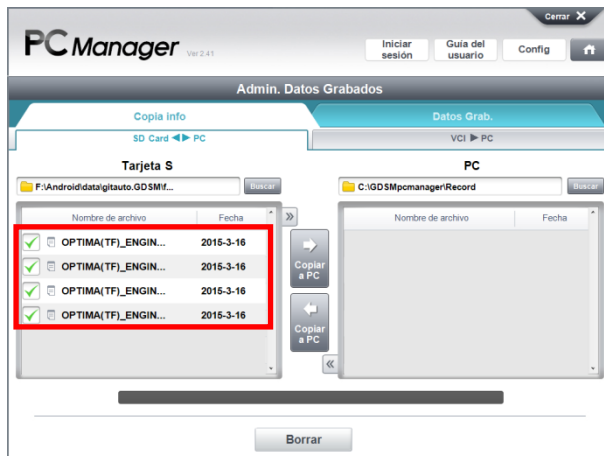 Cerrar X
PC Manager Ver 2.41
Iniciar sesión
Guía del usuario
Config
Admin. Datos Grabados
Copia info
Datos Grab.
SD Card ◀▶ PC
VCI ▶ PC
Tarjeta S
PC
F:\Android\data\gitauto.GDSM\f...
Buscar
C:\GDSMpcmanager\Record
Buscar
Nombre de archivo Fecha
Nombre de archivo Fecha
OPTIMA(TF)_ENGIN... 2015-3-16
OPTIMA(TF)_ENGIN... 2015-3-16
OPTIMA(TF)_ENGIN... 2015-3-16
OPTIMA(TF)_ENGIN... 2015-3-16
Copiar
a PC
Copiar
a PC
Borrar